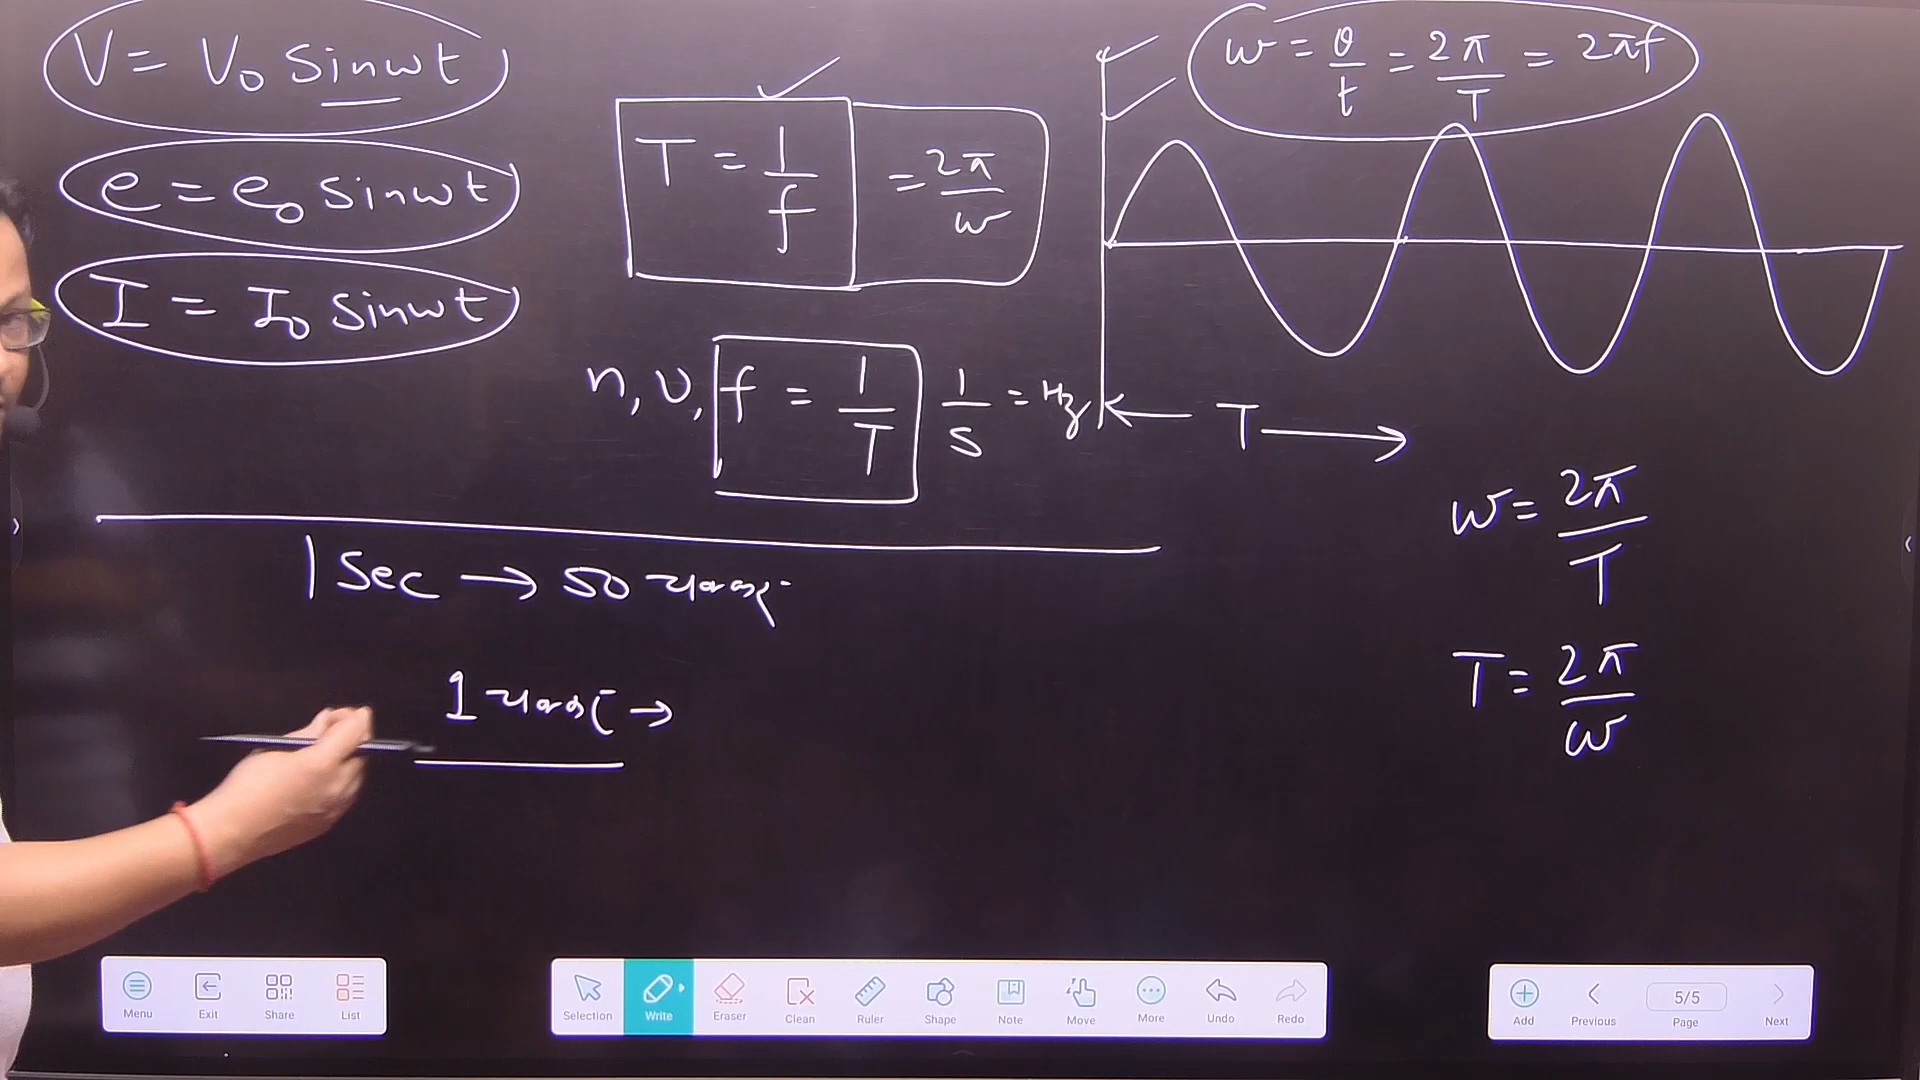 V = V₀ sinωt
e = e₀ sinωt
I = I₀ sinωt
T = 1/f = 2π/ω
n, υ, f = 1/T 1/s = Hz
ω = θ/t = 2π/T = 2πf
T
ω = 2π/T
T = 2π/ω
1 Sec → 50 चक्कर
1 चक्कर →
Menu Exit Share List
Selection Write Eraser Clean Ruler Shape Note Move More Undo Redo
Add Previous 5/5 Page Next